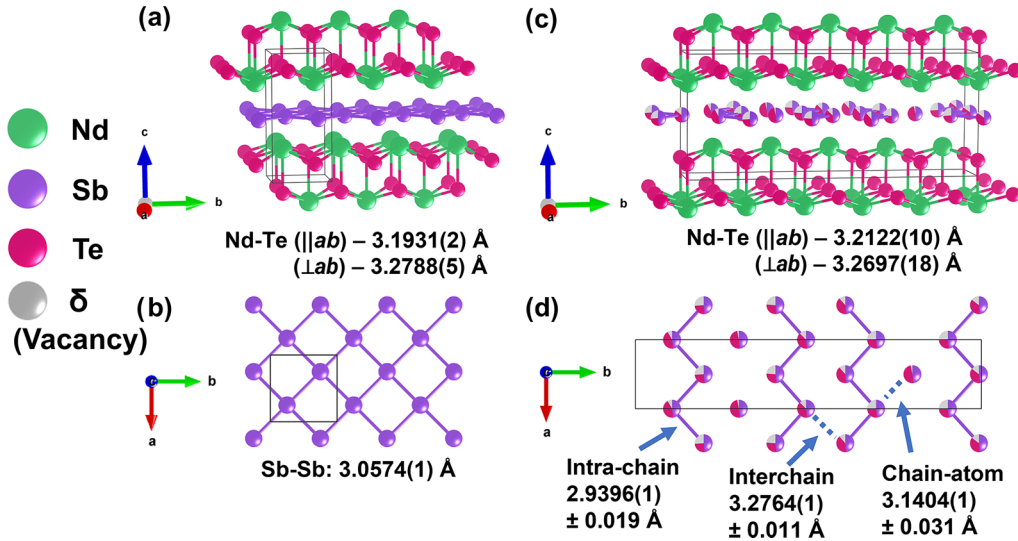 (a)
(c)
Nd
Sb
Te
δ
(Vacancy)
c
b
a
c
b
a
Nd-Te (||ab) – 3.1931(2) Å
(⊥ab) – 3.2788(5) Å
Nd-Te (||ab) – 3.2122(10) Å
(⊥ab) – 3.2697(18) Å
(b)
(d)
c
b
a
b
a
Sb-Sb: 3.0574(1) Å
Intra-chain
2.9396(1)
± 0.019 Å
Interchain
3.2764(1)
± 0.011 Å
Chain-atom
3.1404(1)
± 0.031 Å